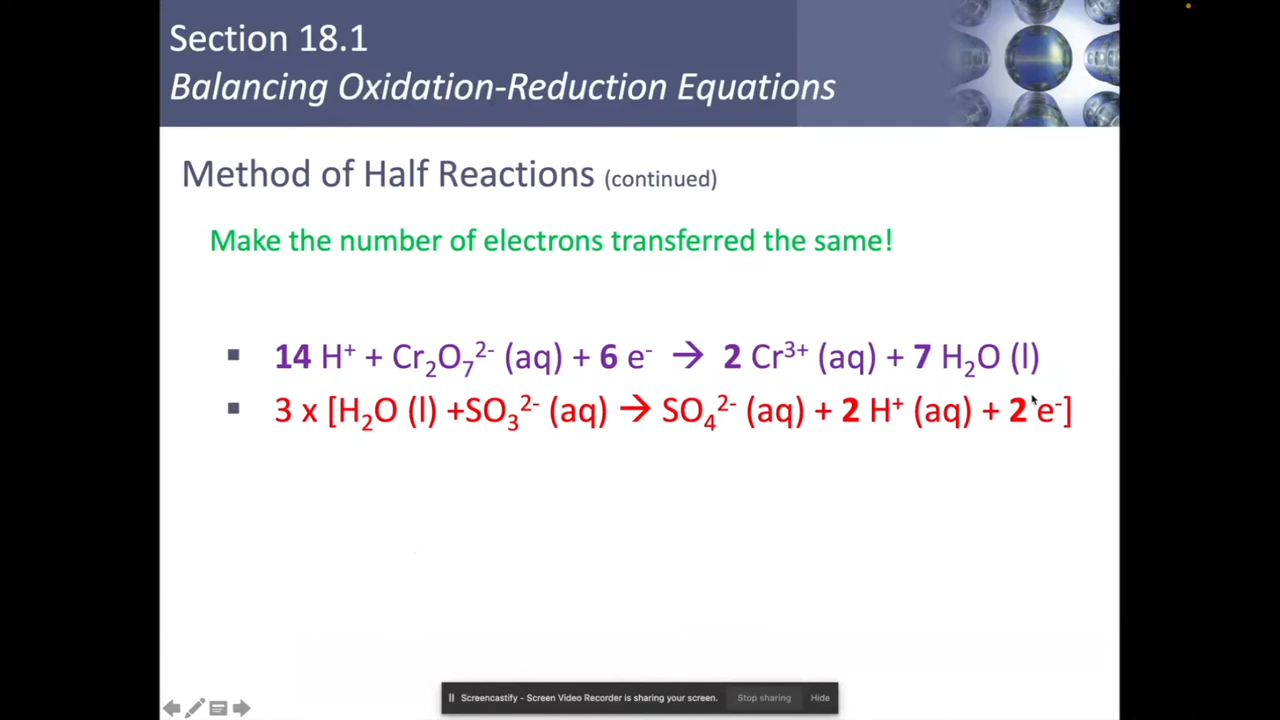 Section 18.1
Balancing Oxidation-Reduction Equations
Method of Half Reactions (continued)
Make the number of electrons transferred the same!
▪ 14 H⁺ + Cr₂O₇²⁻ (aq) + 6 e⁻ → 2 Cr³⁺ (aq) + 7 H₂O (l)
▪ 3 x [H₂O (l) +SO₃²⁻ (aq) → SO₄²⁻ (aq) + 2 H⁺ (aq) + 2 e⁻]
Screencastify - Screen Video Recorder is sharing your screen. Stop sharing Hide